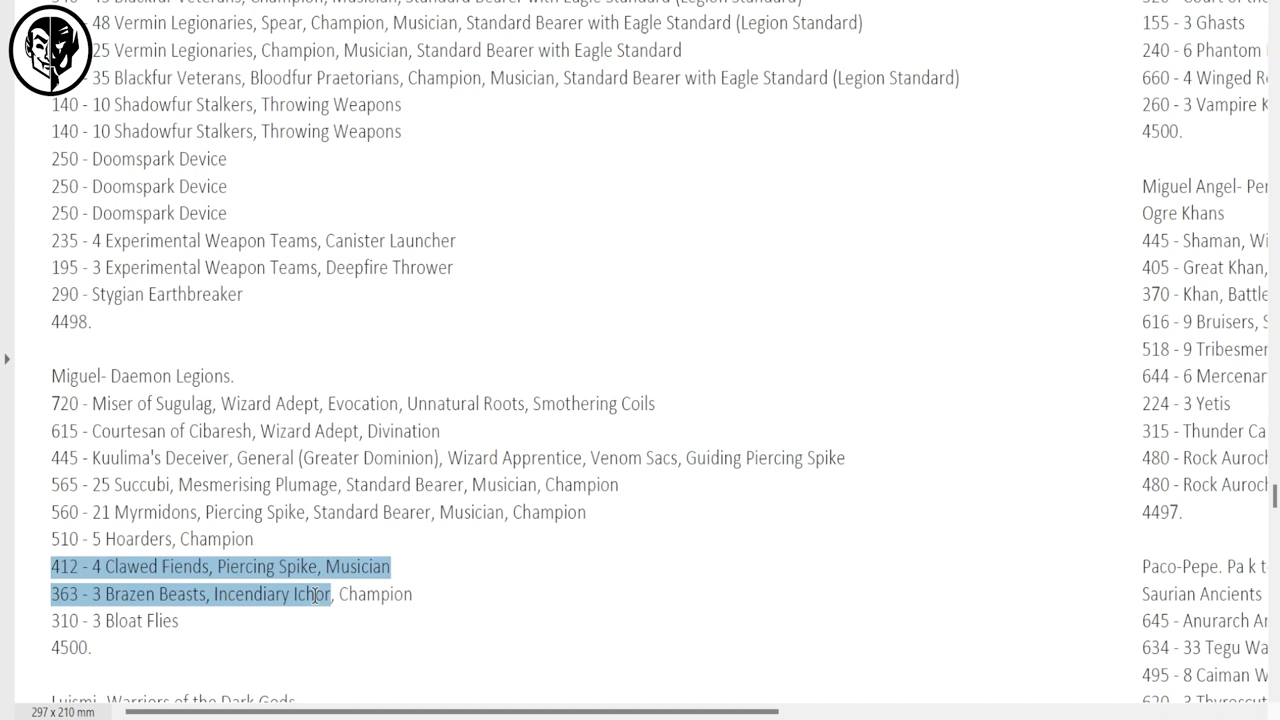 48 Vermin Legionaries, Spear, Champion, Musician, Standard Bearer with Eagle Standard (Legion Standard)
25 Vermin Legionaries, Champion, Musician, Standard Bearer with Eagle Standard
35 Blackfur Veterans, Bloodfur Praetorians, Champion, Musician, Standard Bearer with Eagle Standard (Legion Standard)
140 - 10 Shadowfur Stalkers, Throwing Weapons
140 - 10 Shadowfur Stalkers, Throwing Weapons
250 - Doomspark Device
250 - Doomspark Device
250 - Doomspark Device
235 - 4 Experimental Weapon Teams, Canister Launcher
195 - 3 Experimental Weapon Teams, Deepfire Thrower
290 - Stygian Earthbreaker
4498.
Miguel- Daemon Legions.
720 - Miser of Sugulag, Wizard Adept, Evocation, Unnatural Roots, Smothering Coils
615 - Courtesan of Cibaresh, Wizard Adept, Divination
445 - Kuulima's Deceiver, General (Greater Dominion), Wizard Apprentice, Venom Sacs, Guiding Piercing Spike
565 - 25 Succubi, Mesmerising Plumage, Standard Bearer, Musician, Champion
560 - 21 Myrmidons, Piercing Spike, Standard Bearer, Musician, Champion
510 - 5 Hoarders, Champion
412 - 4 Clawed Fiends, Piercing Spike, Musician
363 - 3 Brazen Beasts, Incendiary Ichor, Champion
310 - 3 Bloat Flies
4500.
Luismi- Warriors of the Dark Gods
155 - 3 Ghasts
240 - 6 Phantom
660 - 4 Winged
260 - 3 Vampire
4500.
Miguel Angel-
Ogre Khans
445 - Shaman,
405 - Great Khan,
370 - Khan,
616 - 9 Bruisers,
518 - 9
644 - 6
224 - 3 Yetis
315 - Thunder
480 - Rock
480 - Rock
4497.
Paco-Pepe. Pa k t
Saurian Ancients
645 - Anurarch
634 - 33 Tegu
495 - 8 Caiman
297 x 210 mm